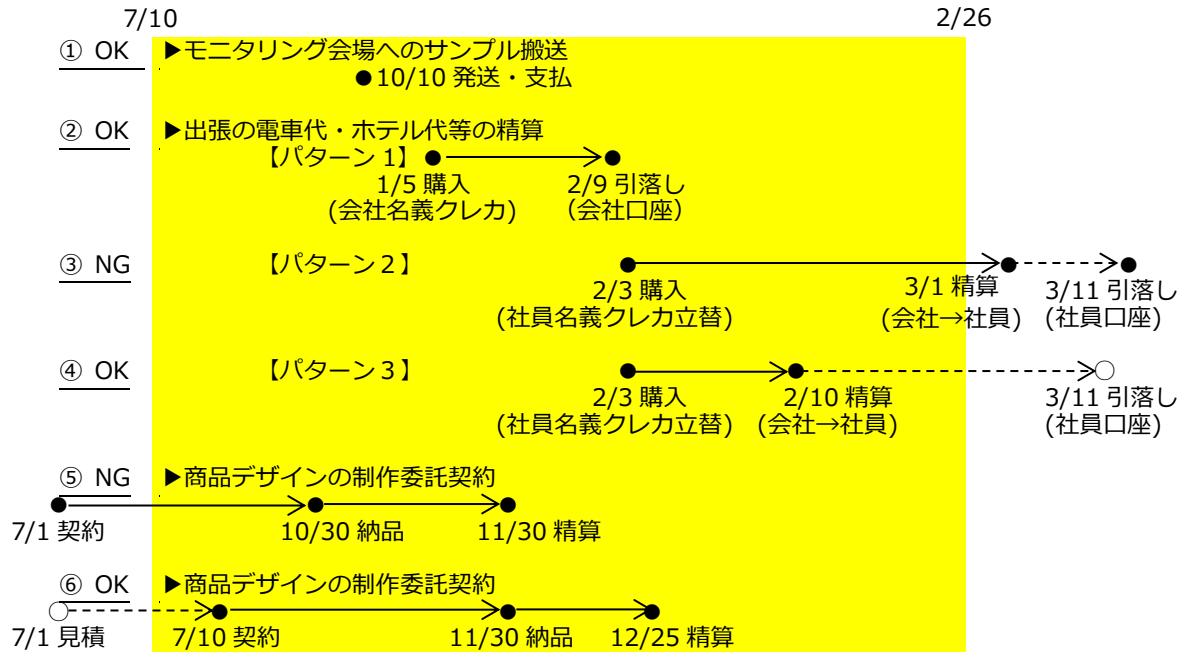 7/10 2/26
① OK ▶モニタリング会場へのサンプル搬送
●10/10 発送・支払
② OK ▶出張の電車代・ホテル代等の精算
【パターン 1】
1/5 購入 2/9 引落し
(会社名義クレカ) （会社口座）
③ NG 【パターン 2】
2/3 購入 3/1 精算 3/11 引落し
(社員名義クレカ立替) (会社→社員) (社員口座)
④ OK 【パターン 3】
2/3 購入 2/10 精算 3/11 引落し
(社員名義クレカ立替) (会社→社員) (社員口座)
⑤ NG ▶商品デザインの制作委託契約
7/1 契約 10/30 納品 11/30 精算
⑥ OK ▶商品デザインの制作委託契約
7/1 見積 7/10 契約 11/30 納品 12/25 精算